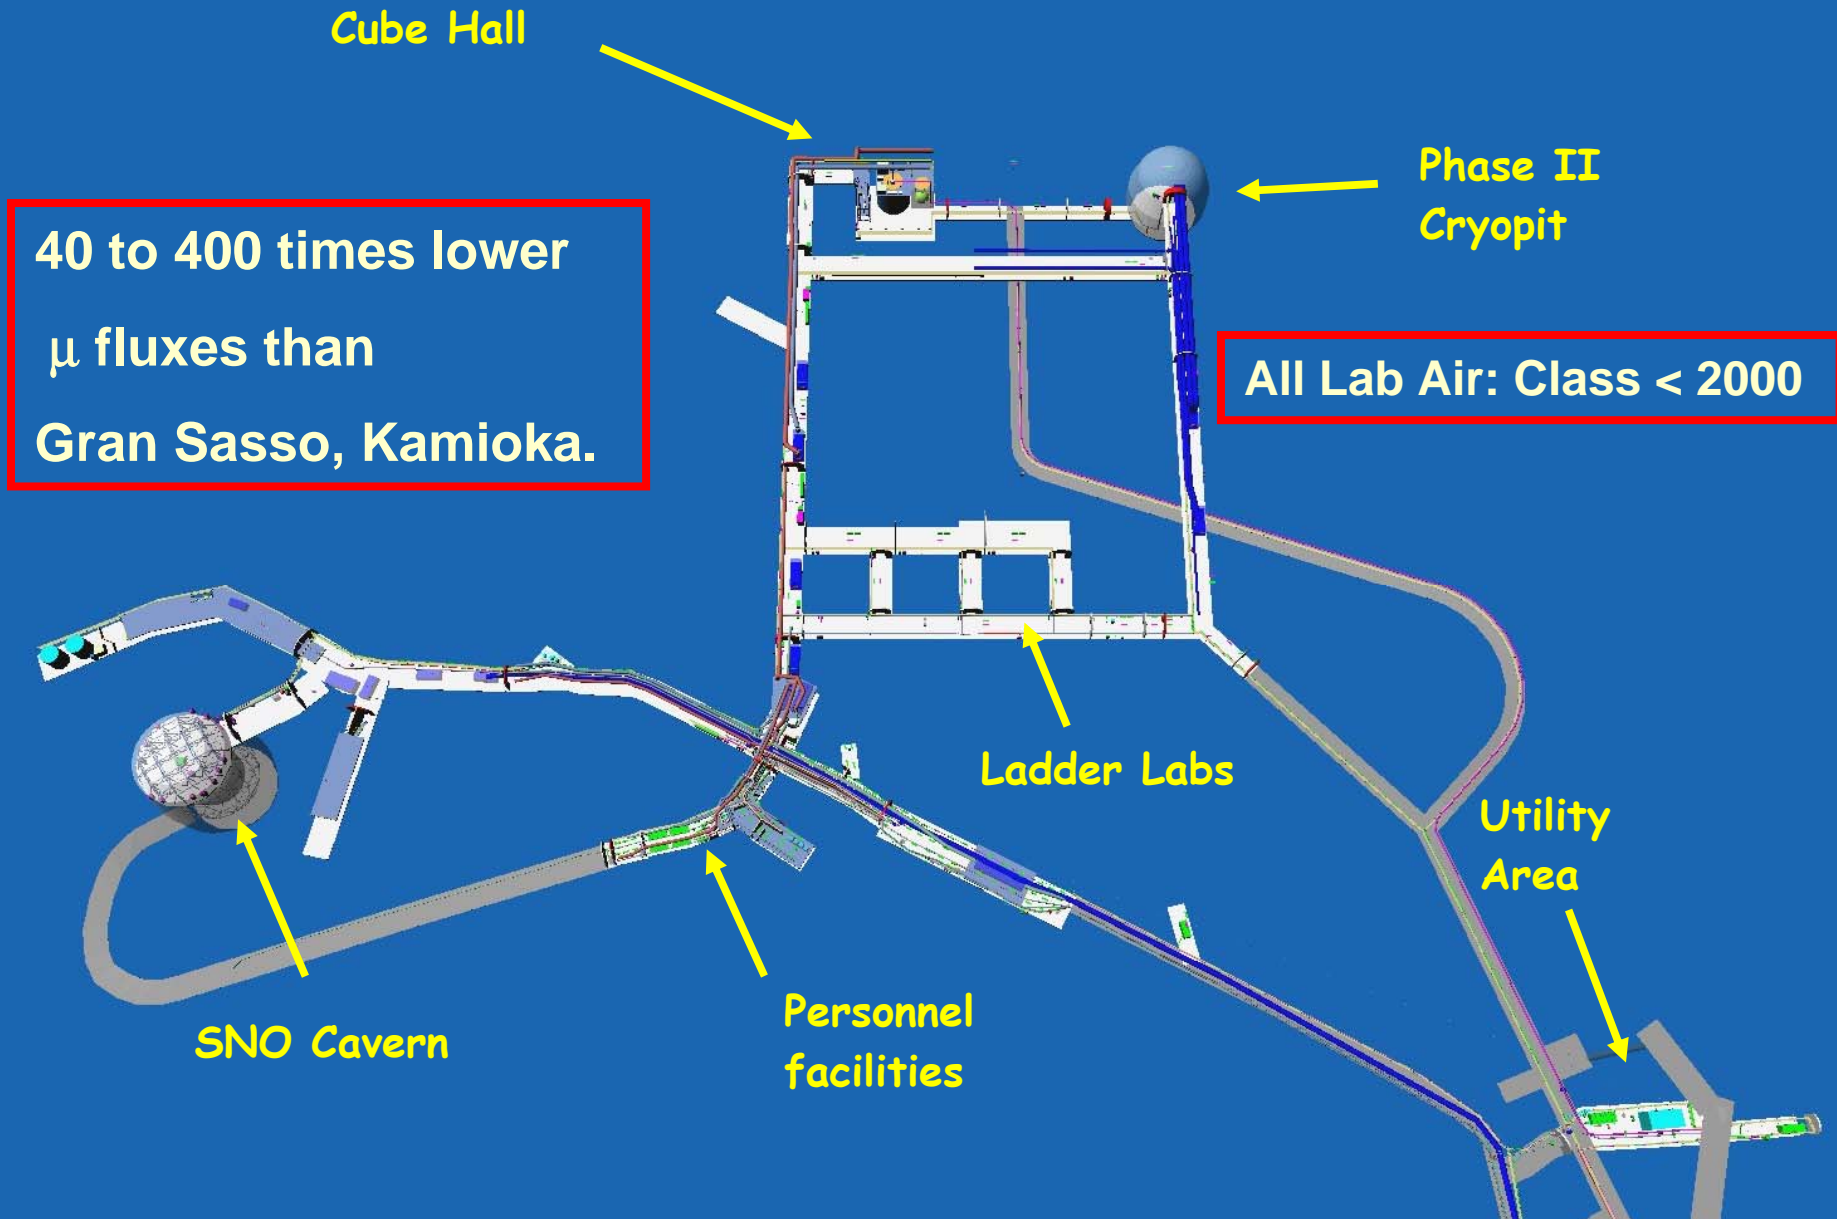 Cube Hall
Phase II
Cryopit
40 to 400 times lower
μ fluxes than
Gran Sasso, Kamioka.
All Lab Air: Class < 2000
Ladder Labs
Utility
Area
Personnel
facilities
SNO Cavern